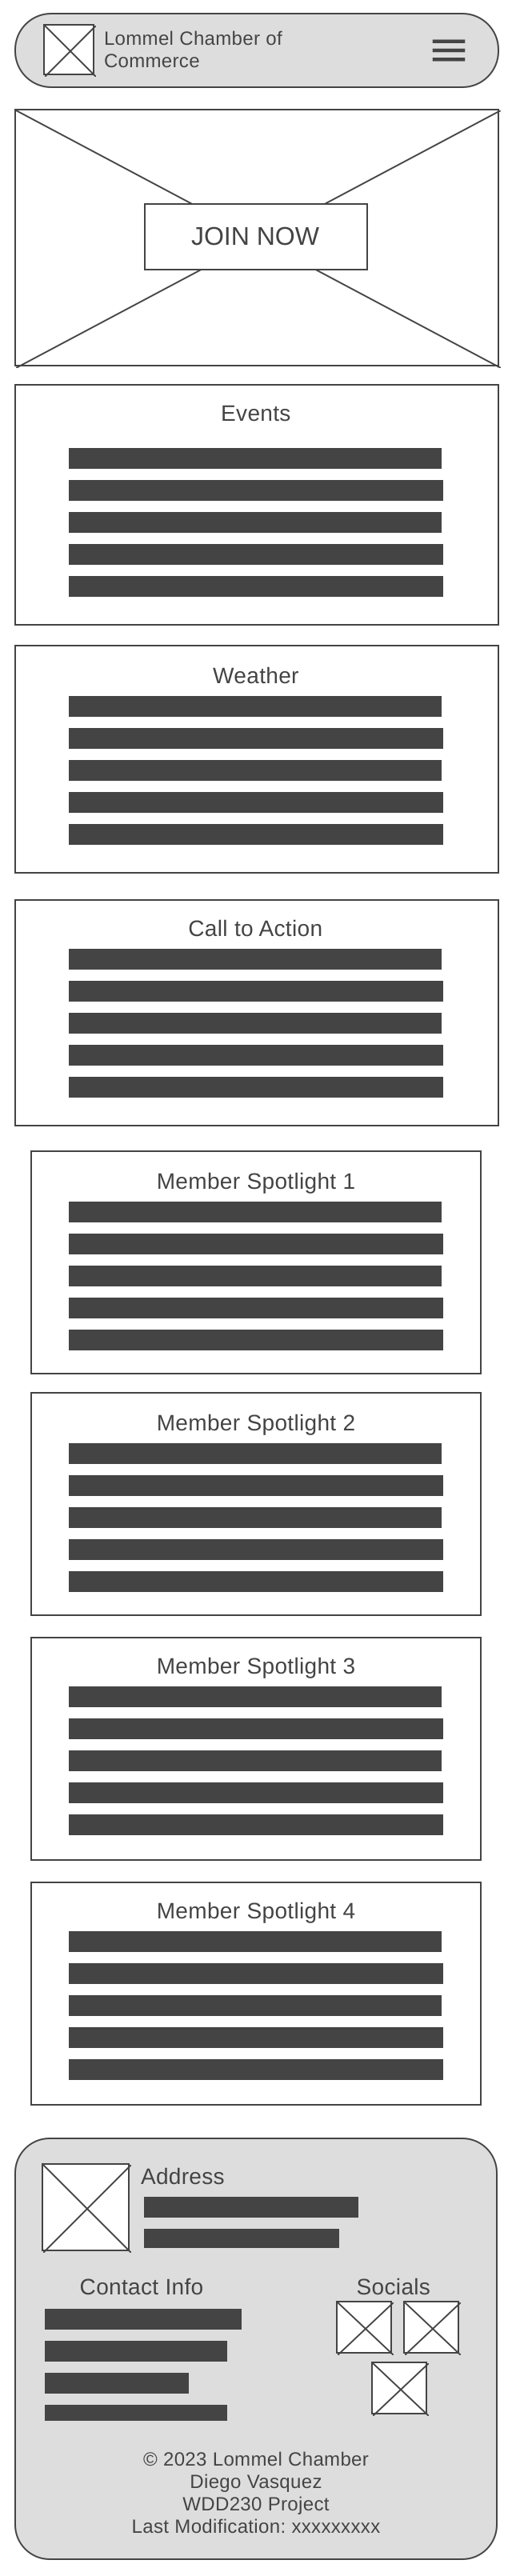 Lommel Chamber of
Commerce
JOIN NOW
Events
Weather
Call to Action
Member Spotlight 1
Member Spotlight 2
Member Spotlight 3
Member Spotlight 4
Address
Contact Info
Socials
© 2023 Lommel Chamber
Diego Vasquez
WDD230 Project
Last Modification: xxxxxxxxx